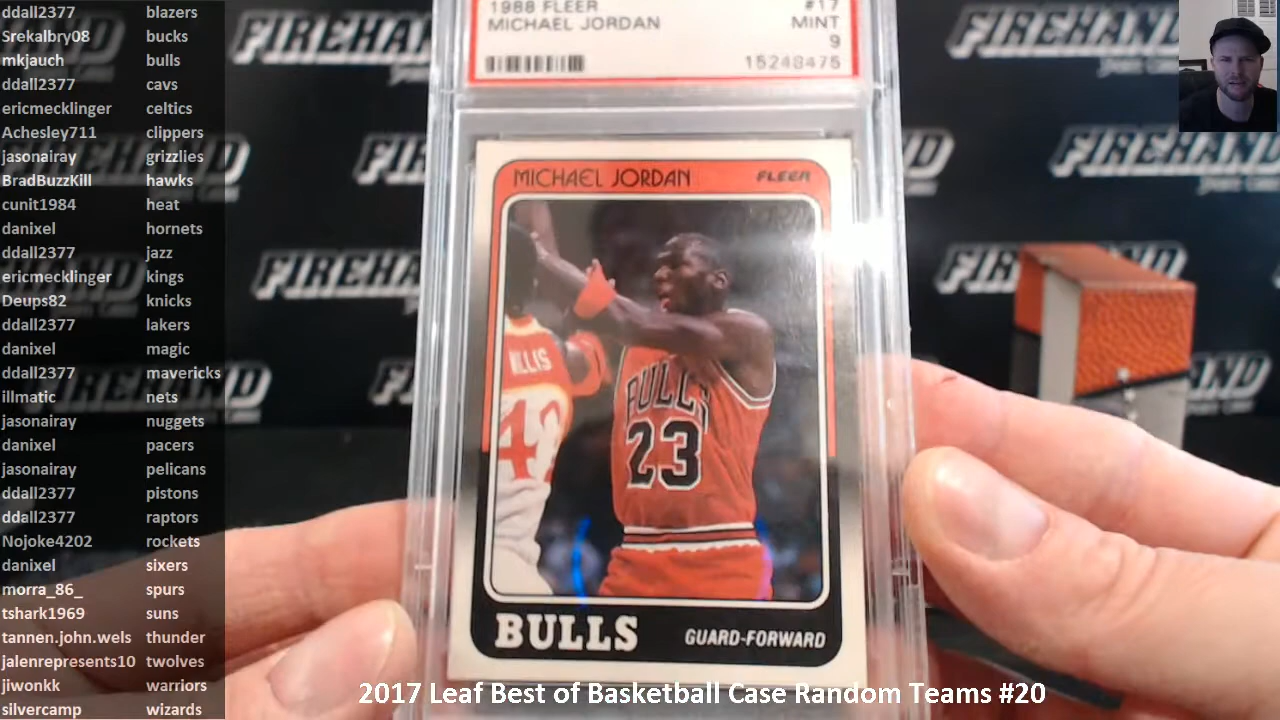 ddall2377 blazers
Srekalbry08 bucks
mkjauch bulls
ddall2377 cavs
ericmecklinger celtics
Achesley711 clippers
jasonairay grizzlies
BradBuzzKill hawks
cunit1984 heat
danixel hornets
ddall2377 jazz
ericmecklinger kings
Deups82 knicks
ddall2377 lakers
danixel magic
ddall2377 mavericks
illmatic nets
jasonairay nuggets
danixel pacers
jasonairay pelicans
ddall2377 pistons
ddall2377 raptors
Nojoke4202 rockets
danixel sixers
morra_86_ spurs
tshark1969 suns
tannen.john.wels thunder
jalenrepresents10 twolves
jiwonkk warriors
silvercamp wizards
1988 FLEER #17
MICHAEL JORDAN MINT
9
15248475
MICHAEL JORDAN FLEER
BULLS
23
BULLS GUARD-FORWARD
FIREHAND
FIREHAND
FIREHAND
2017 Leaf Best of Basketball Case Random Teams #20